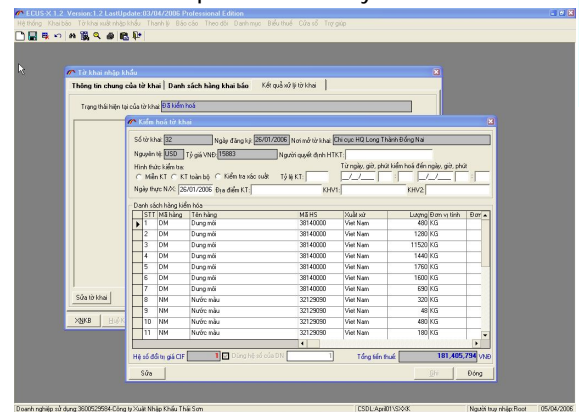 ECUS-X 1.2 Version:1.2 LastUpdate:03/04/2006 Professional Edition
Hệ thống Khai báo Tờ khai xuất nhập khẩu Thanh lý Báo cáo Theo dõi Danh mục Biểu thuế Cửa sổ Trợ giúp
Tờ khai nhập khẩu
Thông tin chung của tờ khai Danh sách hàng khai báo Kết quả xử lý tờ khai
Trạng thái hiện tại của tờ khai Đã kiểm hoá
Kiểm hoá tờ khai
Số tờ khai 32 Ngày đăng ký: 26/01/2006 Nơi mở tờ khai Chi cục HQ Long Thành Đồng Nai
Nguyên tệ USD Tỷ giá VNĐ: 15883 Người quyết định HTKT:
Hình thức kiểm tra: Từ ngày, giờ, phút kiểm hoá đến ngày, giờ, phút
Miễn KT KT toàn bộ Kiểm tra xác suất Tỷ lệ KT: __/__/__ : - __/__/__ :
Ngày thực N/X: 26/01/2006 Địa điểm KT: KHV1: KHV2:
Danh sách hàng kiểm hóa
STT Mã hàng Tên hàng Mã HS Xuất xứ Lượng Đơn vị tính Đơn
1 DM Dung môi 38140000 Viet Nam 480 KG
2 DM Dung môi 38140000 Viet Nam 1280 KG
3 DM Dung môi 38140000 Viet Nam 11520 KG
4 DM Dung môi 38140000 Viet Nam 1440 KG
5 DM Dung môi 38140000 Viet Nam 1760 KG
6 DM Dung môi 38140000 Viet Nam 1600 KG
7 DM Dung môi 38140000 Viet Nam 690 KG
8 NM Nước màu 32129090 Viet Nam 320 KG
9 NM Nước màu 32129090 Viet Nam 48 KG
10 NM Nước màu 32129090 Viet Nam 480 KG
11 NM Nước màu 32129090 Viet Nam 180 KG
Sửa tờ khai
Hệ số đổi trị giá CIF 1 Dùng hệ số của DN 1 Tổng tiền thuế: 181,405,794 VNĐ
XNKB
Sửa Ghi Đóng
Doanh nghiệp sử dụng:3600529584-Công ty Xuất Nhập Khẩu Thái Sơn CSDL:April01\SXXK Người truy nhập:Root 05/04/2006